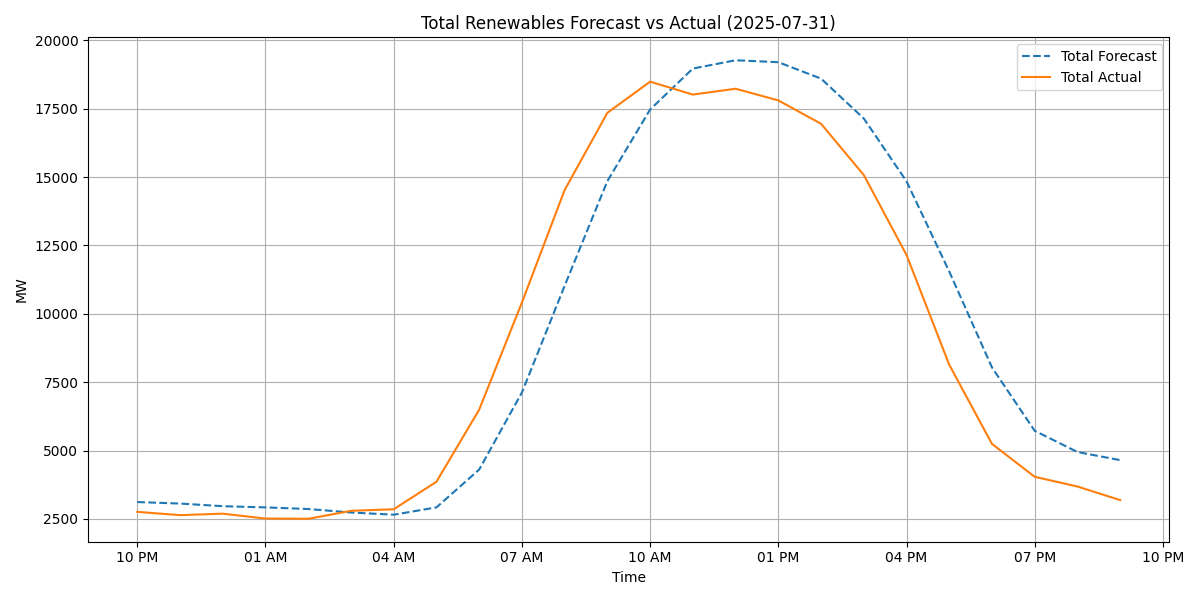 Total Renewables Forecast vs Actual (2025-07-31)
20000
17500
15000
12500
10000
7500
5000
2500
MW
Total Forecast
Total Actual
10 PM 01 AM 04 AM 07 AM 10 AM 01 PM 04 PM 07 PM 10 PM
Time